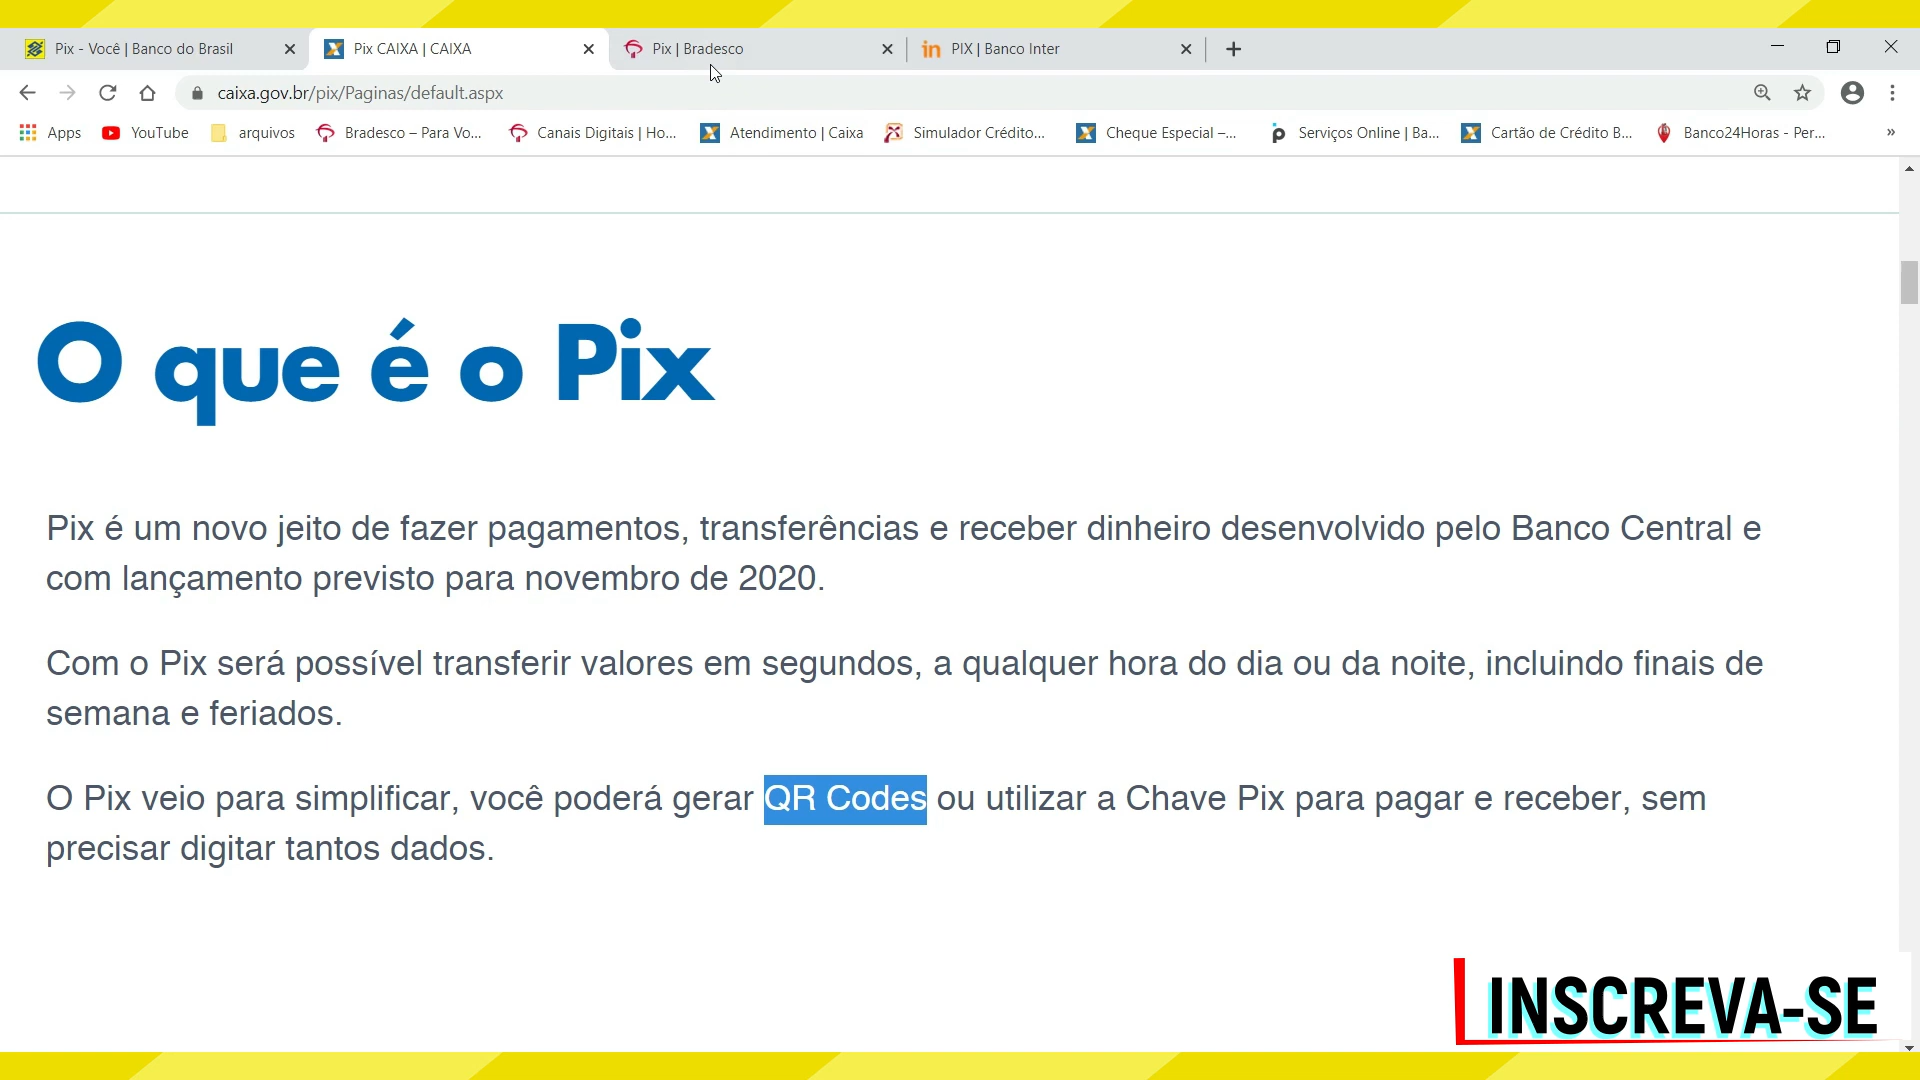 Pix - Você | Banco do Brasil
Pix CAIXA | CAIXA
Pix | Bradesco
in PIX | Banco Inter
caixa.gov.br/pix/Paginas/default.aspx
Apps YouTube arquivos Bradesco – Para Vo... Canais Digitais | Ho... Atendimento | Caixa Simulador Crédito... Cheque Especial –... Serviços Online | Ba... Cartão de Crédito B... Banco24Horas - Per... »
O que é o Pix
Pix é um novo jeito de fazer pagamentos, transferências e receber dinheiro desenvolvido pelo Banco Central e
com lançamento previsto para novembro de 2020.
Com o Pix será possível transferir valores em segundos, a qualquer hora do dia ou da noite, incluindo finais de
semana e feriados.
O Pix veio para simplificar, você poderá gerar QR Codes ou utilizar a Chave Pix para pagar e receber, sem
precisar digitar tantos dados.
INSCREVA-SE